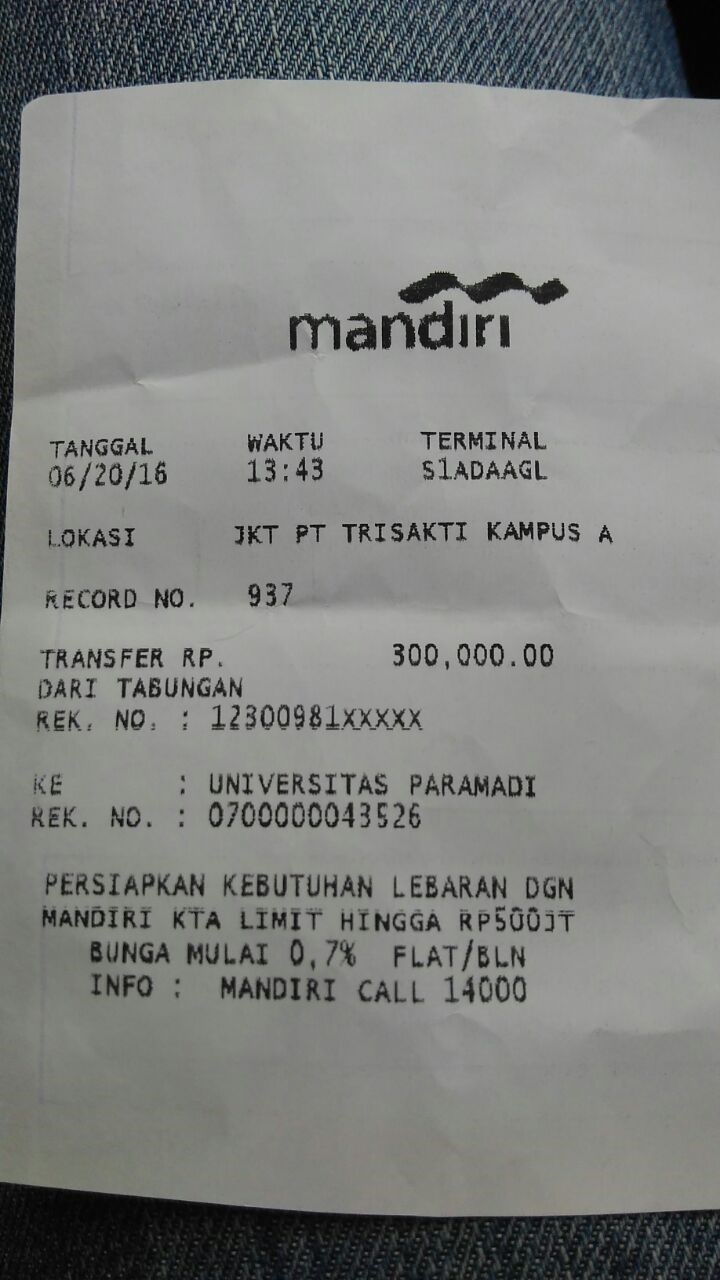 mandiri
TANGGAL WAKTU TERMINAL
06/20/16 13:43 S1ADAAGL
LOKASI JKT PT TRISAKTI KAMPUS A
RECORD NO. 937
TRANSFER RP. 300,000.00
DARI TABUNGAN
REK. NO. : 12300981XXXXX
KE : UNIVERSITAS PARAMADI
REK. NO. : 0700000043526
PERSIAPKAN KEBUTUHAN LEBARAN DGN
MANDIRI KTA LIMIT HINGGA RP500JT
BUNGA MULAI 0,7% FLAT/BLN
INFO : MANDIRI CALL 14000